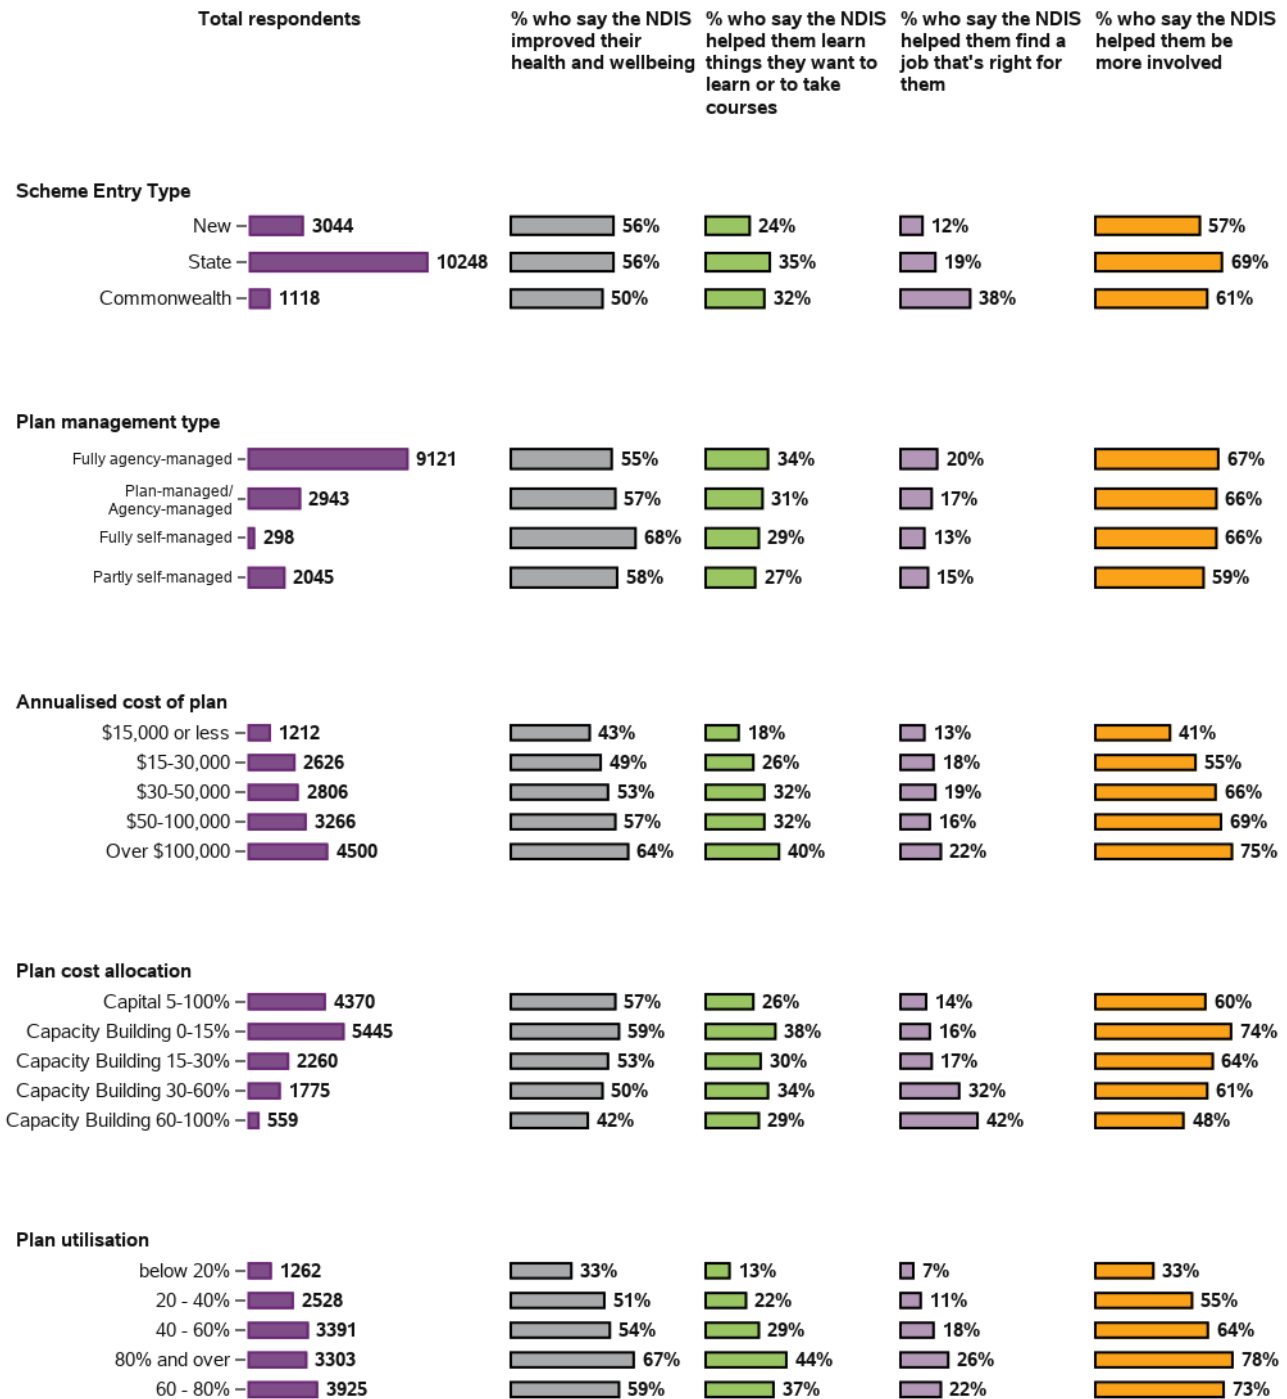 Total respondents
% who say the NDIS improved their health and wellbeing
% who say the NDIS helped them learn things they want to learn or to take courses
% who say the NDIS helped them find a job that's right for them
% who say the NDIS helped them be more involved
Scheme Entry Type
New 3044 56% 24% 12% 57%
State 10248 56% 35% 19% 69%
Commonwealth 1118 50% 32% 38% 61%
Plan management type
Fully agency-managed 9121 55% 34% 20% 67%
Plan-managed/
Agency-managed 2943 57% 31% 17% 66%
Fully self-managed 298 68% 29% 13% 66%
Partly self-managed 2045 58% 27% 15% 59%
Annualised cost of plan
$15,000 or less 1212 43% 18% 13% 41%
$15-30,000 2626 49% 26% 18% 55%
$30-50,000 2806 53% 32% 19% 66%
$50-100,000 3266 57% 32% 16% 69%
Over $100,000 4500 64% 40% 22% 75%
Plan cost allocation
Capital 5-100% 4370 57% 26% 14% 60%
Capacity Building 0-15% 5445 59% 38% 16% 74%
Capacity Building 15-30% 2260 53% 30% 17% 64%
Capacity Building 30-60% 1775 50% 34% 32% 61%
Capacity Building 60-100% 559 42% 29% 42% 48%
Plan utilisation
below 20% 1262 33% 13% 7% 33%
20 - 40% 2528 51% 22% 11% 55%
40 - 60% 3391 54% 29% 18% 64%
80% and over 3303 67% 44% 26% 78%
60 - 80% 3925 59% 37% 22% 73%